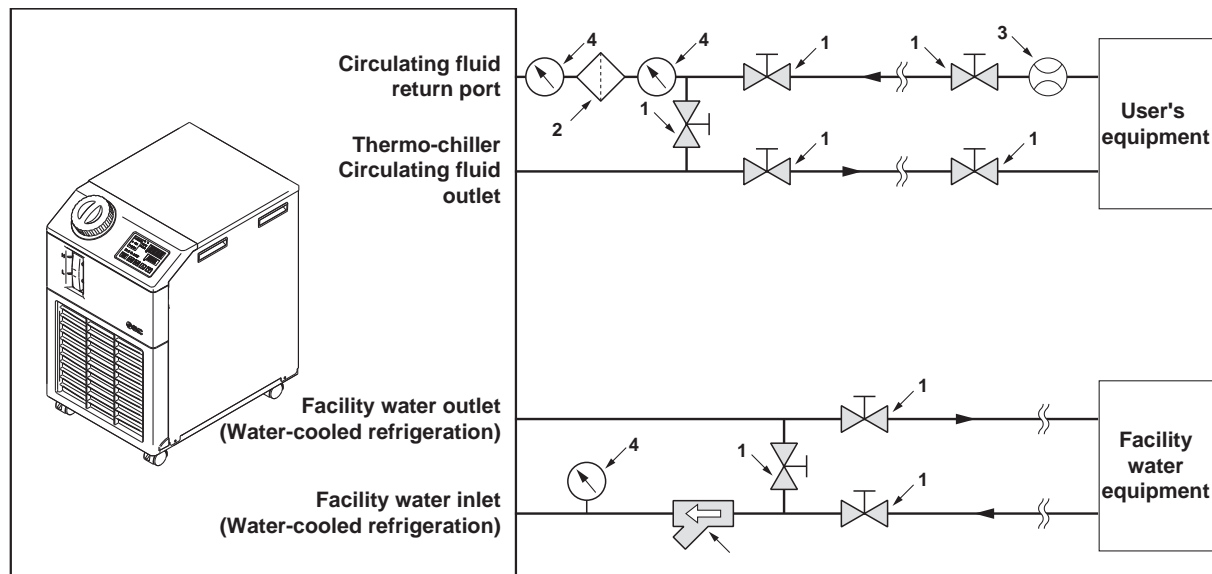 4
4
1
1
3
Circulating fluid
return port
2
1
User's
equipment
Thermo-chiller
Circulating fluid
outlet
1
1
Facility water outlet
(Water-cooled refrigeration)
1
1
4
Facility
water
equipment
Facility water inlet
(Water-cooled refrigeration)
1